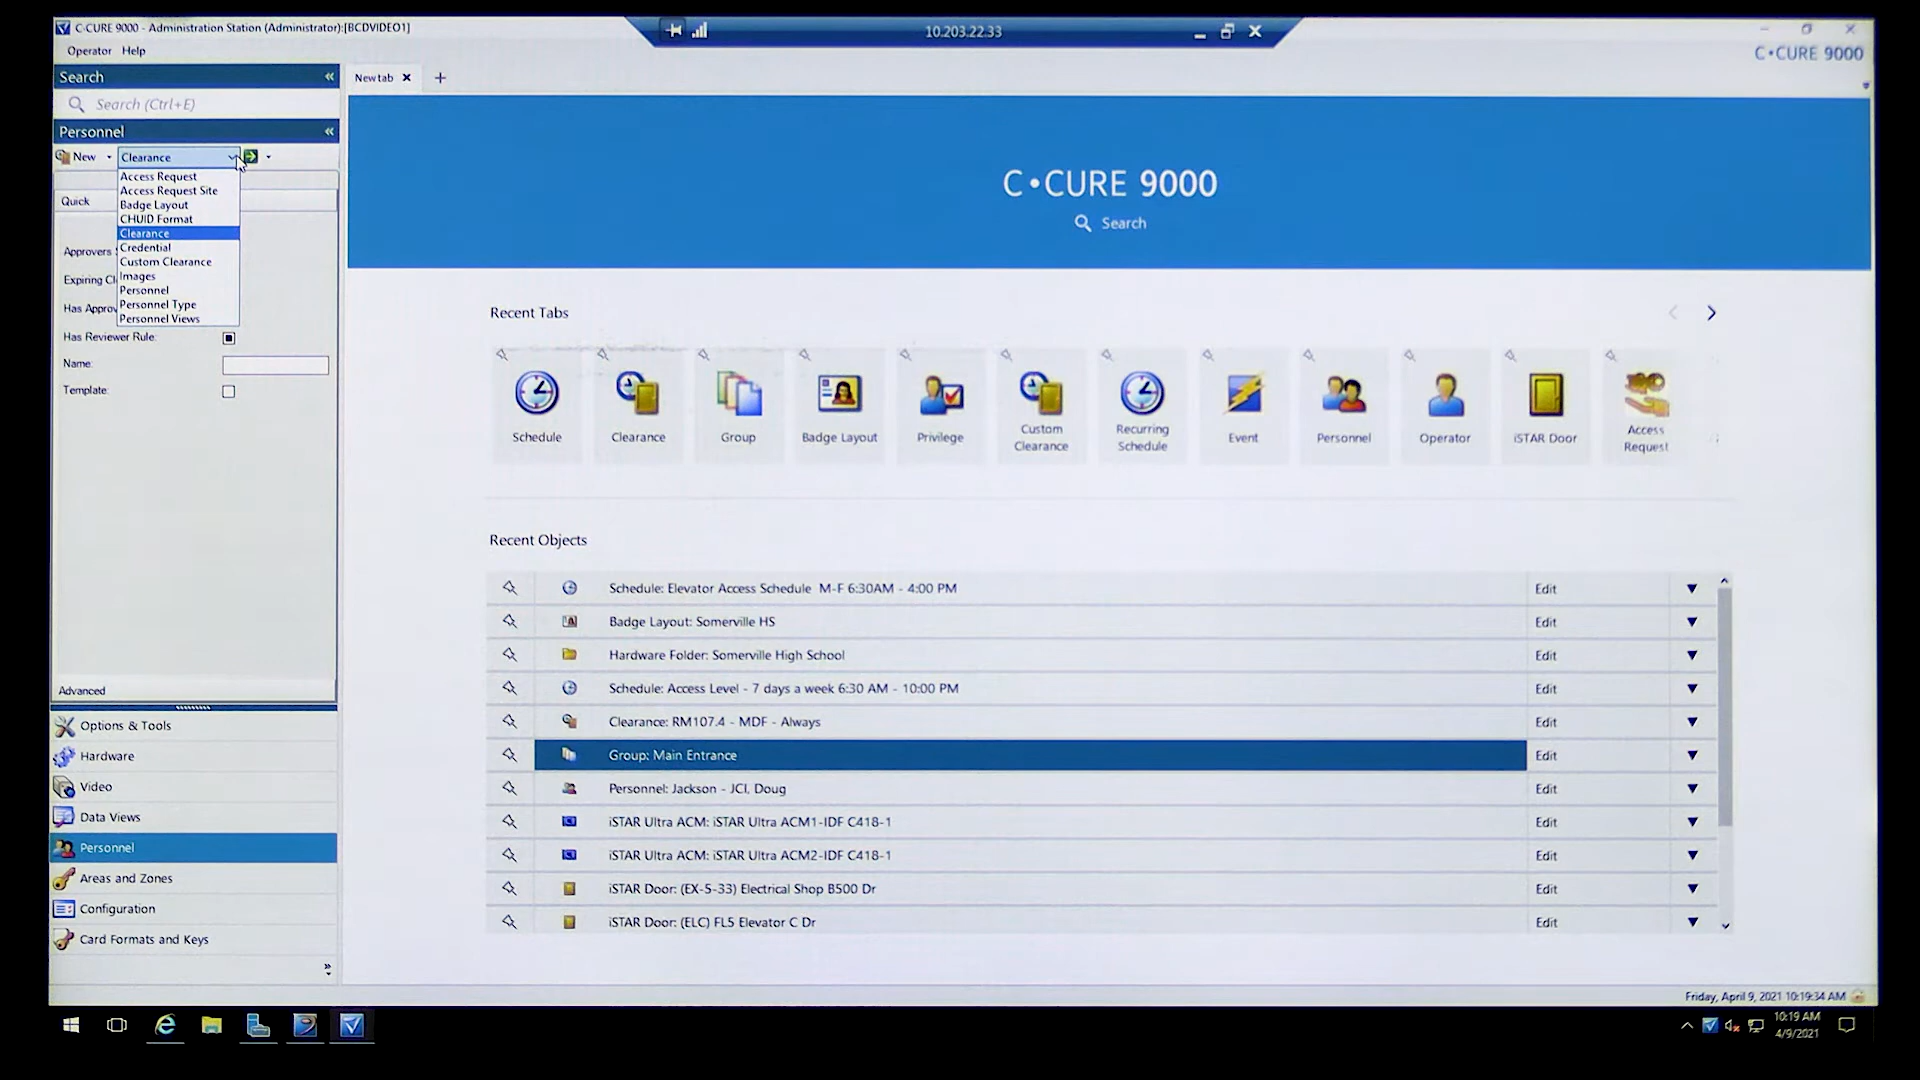 C•CURE 9000 - Administration Station (Administrator):[BCDVIDEO1]
10.203.22.33
Operator Help
C•CURE 9000
Search
New tab
Search (Ctrl+E)
Personnel
New
Clearance
Access Request
Access Request Site
Badge Layout
CHUID Format
Clearance
Credential
Custom Clearance
Images
Personnel
Personnel Type
Personnel Views
Quick
Approvers
Expiring Cl
Has Approv
Has Reviewer Rule:
Name:
Template:
Advanced
Options & Tools
Hardware
Video
Data Views
Personnel
Areas and Zones
Configuration
Card Formats and Keys
C•CURE 9000
Search
Recent Tabs
Schedule
Clearance
Group
Badge Layout
Privilege
Custom
Clearance
Recurring
Schedule
Event
Personnel
Operator
iSTAR Door
Access
Request
Recent Objects
Schedule: Elevator Access Schedule M-F 6:30AM - 4:00 PM Edit
Badge Layout: Somerville HS Edit
Hardware Folder: Somerville High School Edit
Schedule: Access Level - 7 days a week 6:30 AM - 10:00 PM Edit
Clearance: RM107.4 - MDF - Always Edit
Group: Main Entrance Edit
Personnel: Jackson - JCI, Doug Edit
iSTAR Ultra ACM: iSTAR Ultra ACM1-IDF C418-1 Edit
iSTAR Ultra ACM: iSTAR Ultra ACM2-IDF C418-1 Edit
iSTAR Door: (EX-5-33) Electrical Shop B500 Dr Edit
iSTAR Door: (ELC) FL5 Elevator C Dr Edit
Friday, April 9, 2021 10:19:34 AM
10:19 AM
4/9/2021